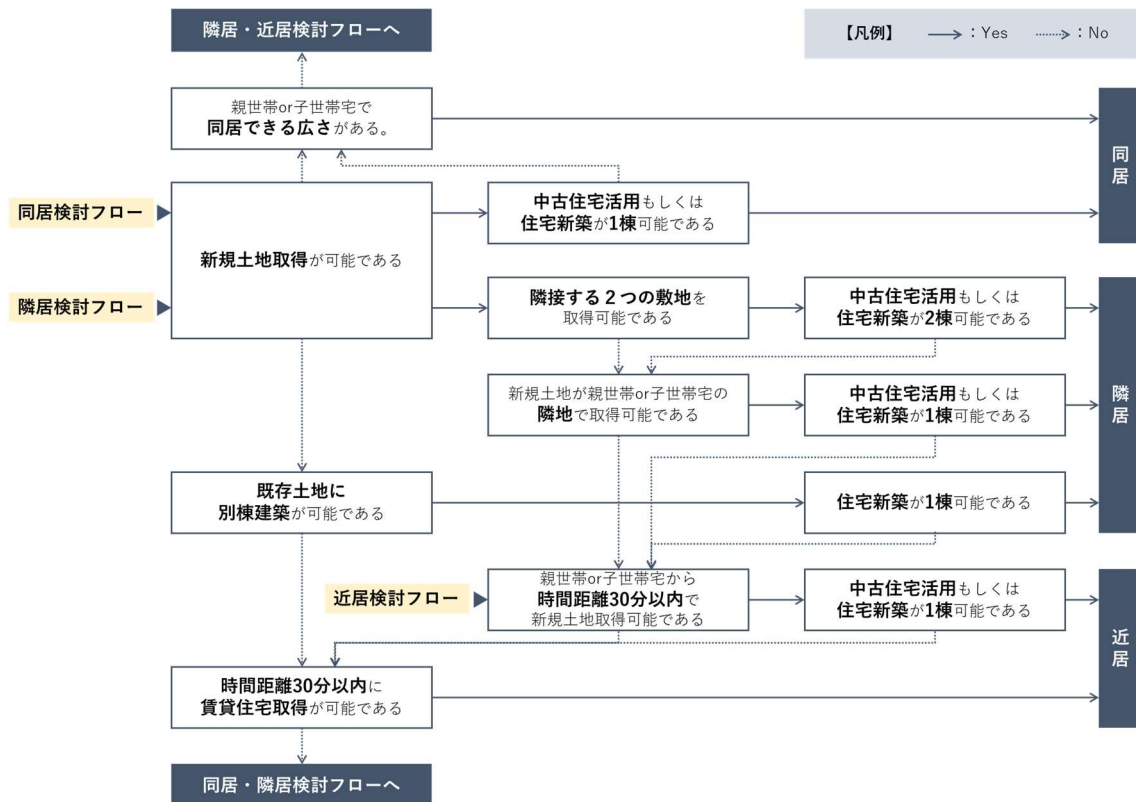 隣居・近居検討フローへ
【凡例】 ：Yes ：No
親世帯or子世帯宅で
同居できる広さがある。
同居
同居検討フロー
新規土地取得が可能である
中古住宅活用もしくは
住宅新築が1棟可能である
隣居検討フロー
隣接する２つの敷地を
取得可能である
中古住宅活用もしくは
住宅新築が2棟可能である
隣居
新規土地が親世帯or子世帯宅の
隣地で取得可能である
中古住宅活用もしくは
住宅新築が1棟可能である
既存土地に
別棟建築が可能である
住宅新築が1棟可能である
近居検討フロー
親世帯or子世帯宅から
時間距離30分以内で
新規土地取得可能である
中古住宅活用もしくは
住宅新築が1棟可能である
近居
時間距離30分以内に
賃貸住宅取得が可能である
同居・隣居検討フローへ